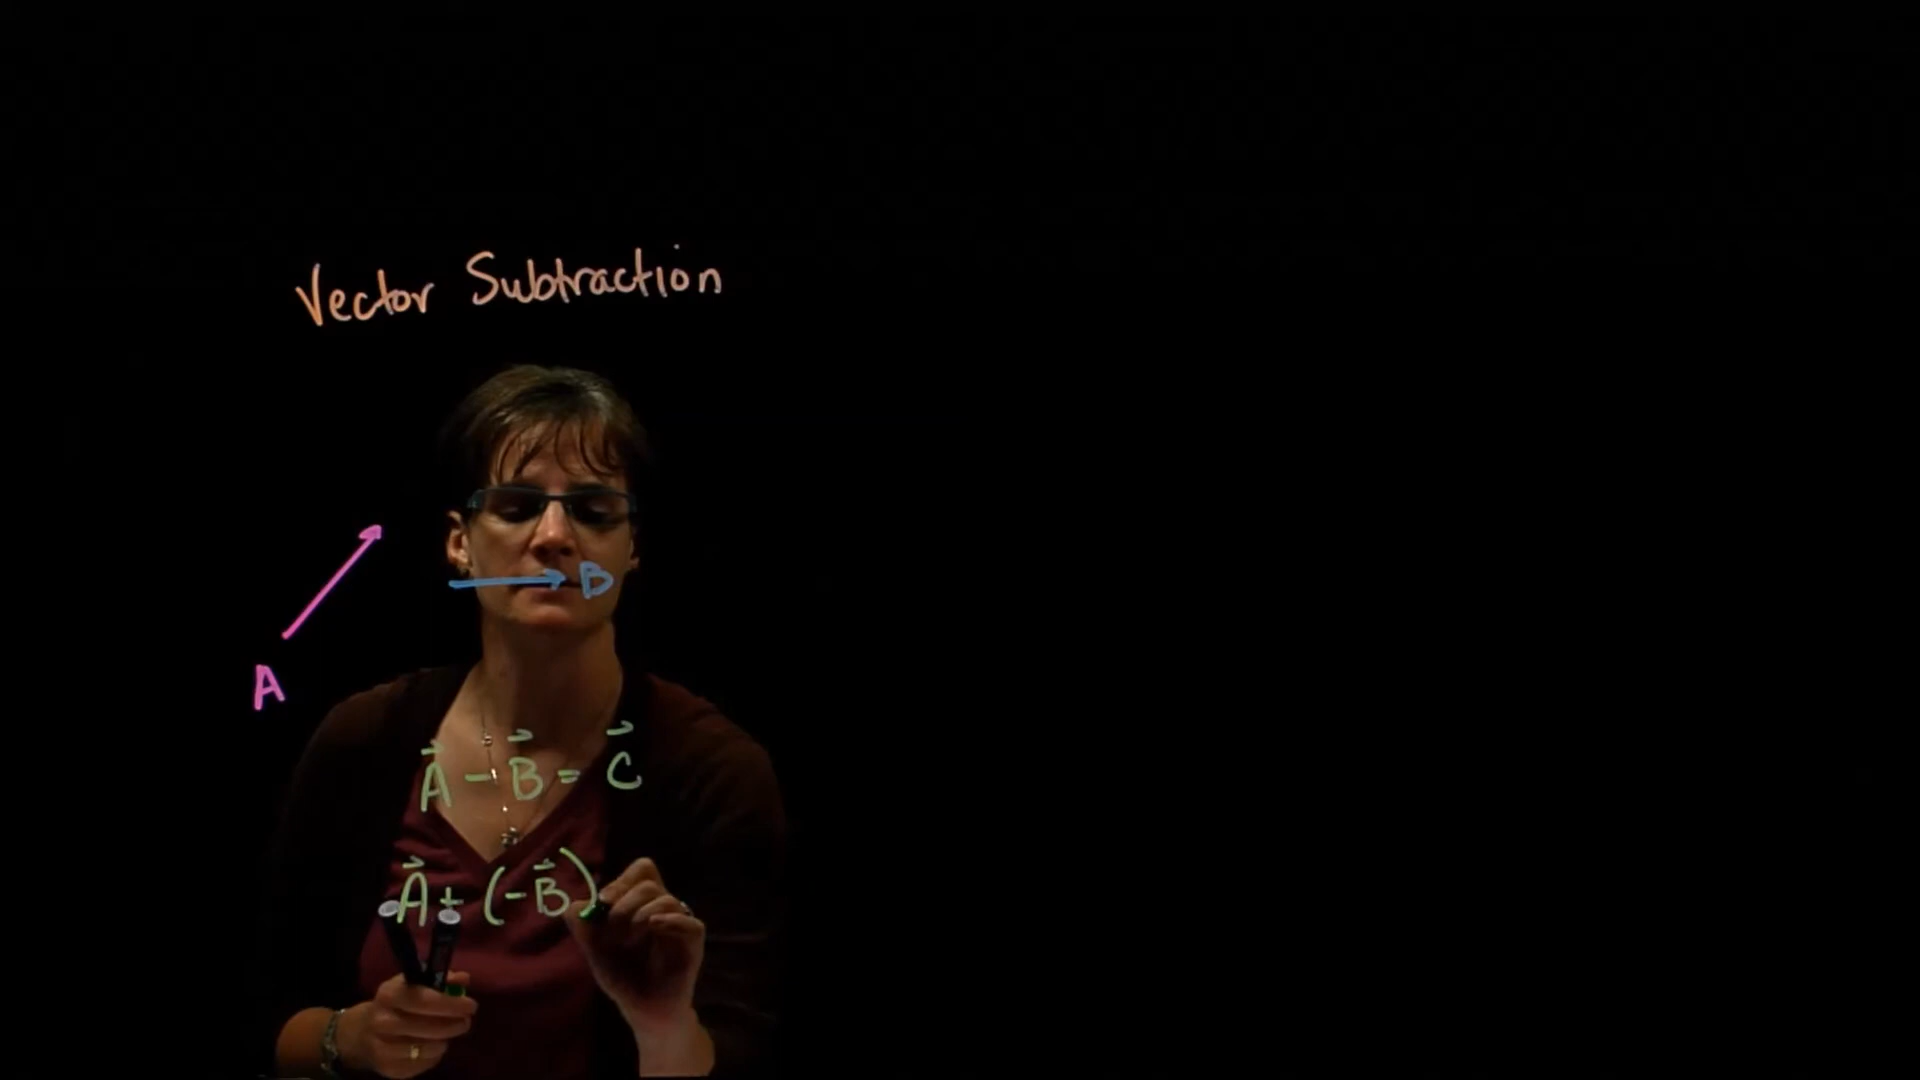 Vector Subtraction
B
A
A⃗ - B⃗ = C⃗
A⃗ + (-B⃗)